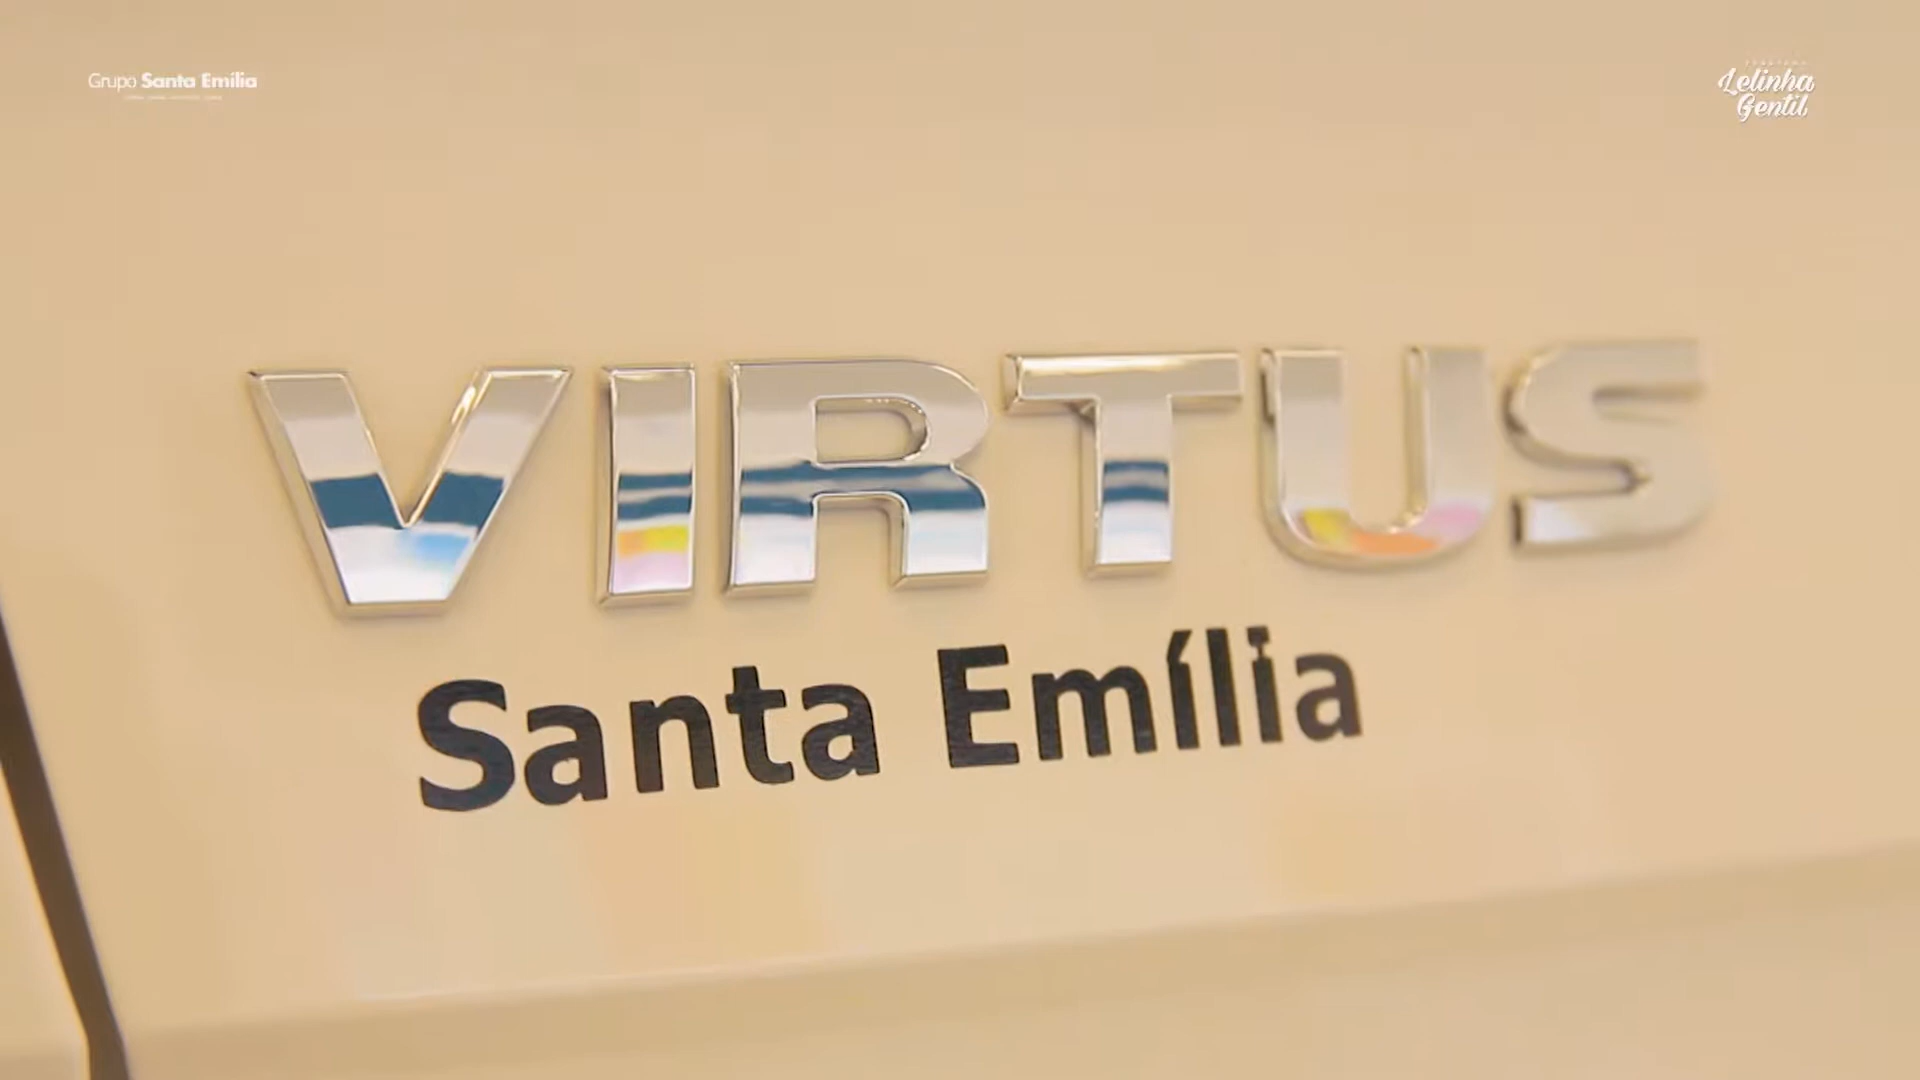 Grupo Santa Emília
Lelinha
Gentil
VIRTUS
Santa Emília